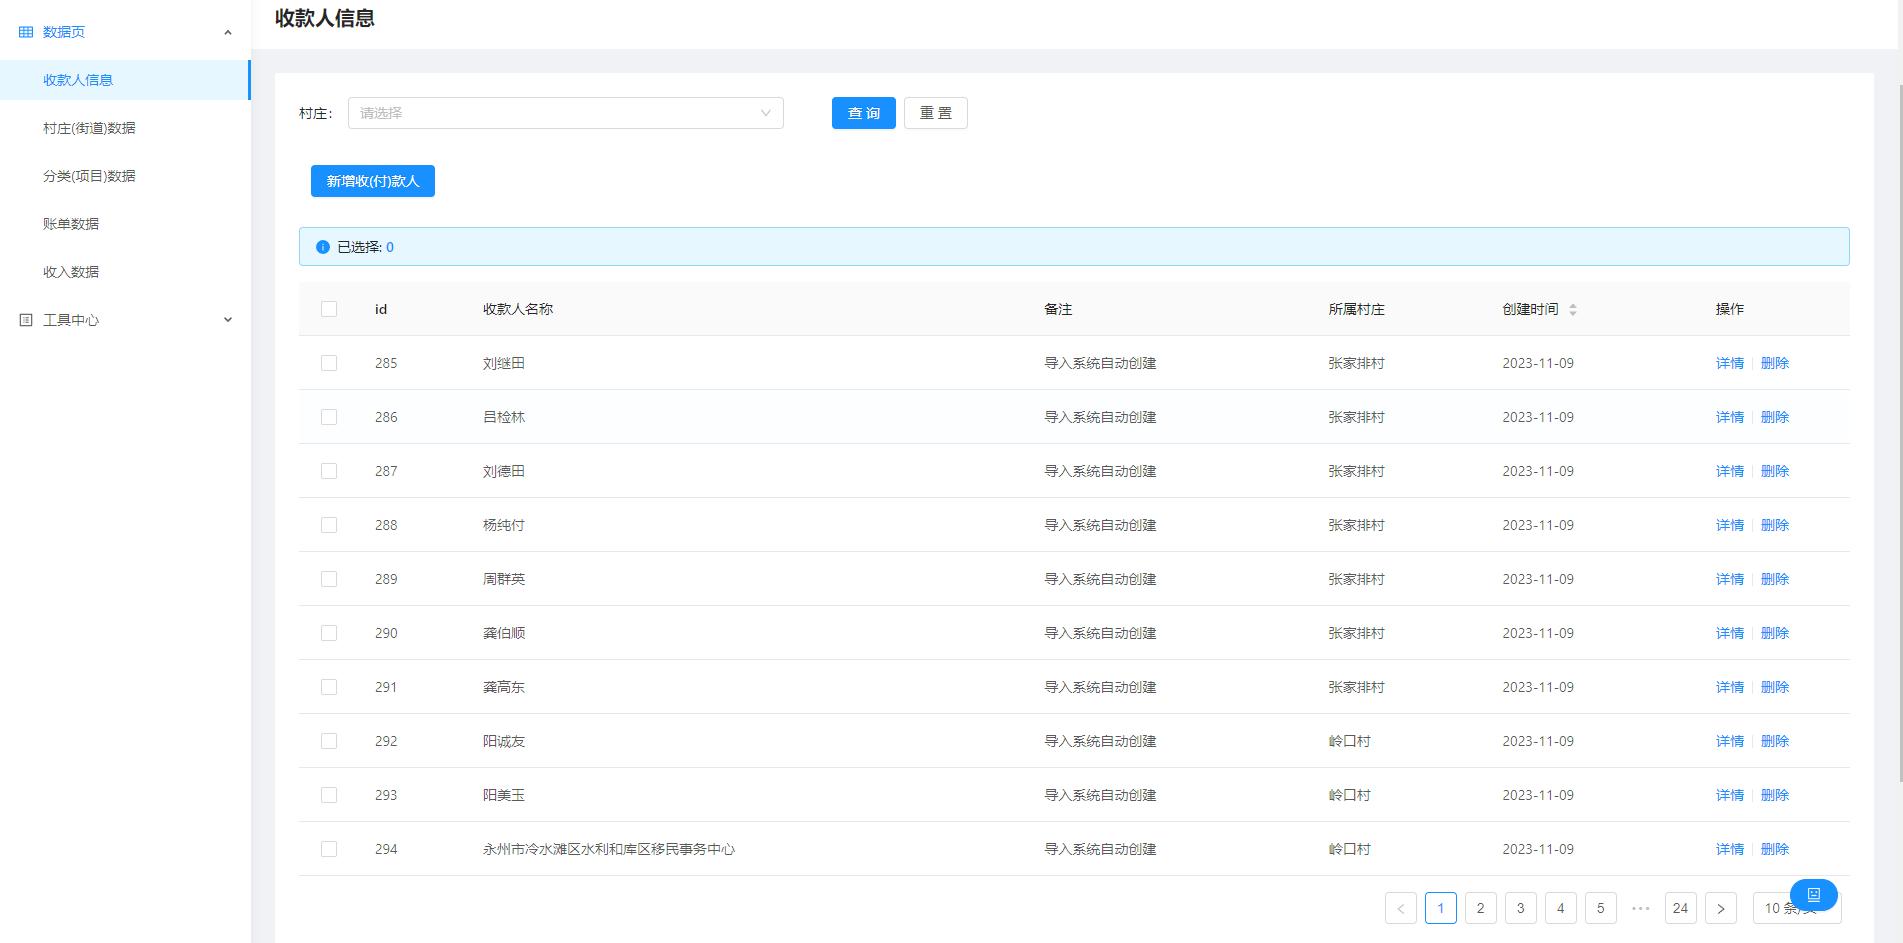 收款人信息
数据页
收款人信息
村庄(街道)数据
分类(项目)数据
账单数据
收入数据
工具中心
村庄: 请选择 查 询 重 置
新增收(付)款人
已选择: 0
id 收款人名称 备注 所属村庄 创建时间 操作
285 刘继田 导入系统自动创建 张家排村 2023-11-09 详情 删除
286 吕检林 导入系统自动创建 张家排村 2023-11-09 详情 删除
287 刘德田 导入系统自动创建 张家排村 2023-11-09 详情 删除
288 杨纯付 导入系统自动创建 张家排村 2023-11-09 详情 删除
289 周群英 导入系统自动创建 张家排村 2023-11-09 详情 删除
290 龚伯顺 导入系统自动创建 张家排村 2023-11-09 详情 删除
291 龚高东 导入系统自动创建 张家排村 2023-11-09 详情 删除
292 阳诚友 导入系统自动创建 岭口村 2023-11-09 详情 删除
293 阳美玉 导入系统自动创建 岭口村 2023-11-09 详情 删除
294 永州市冷水滩区水利和库区移民事务中心 导入系统自动创建 岭口村 2023-11-09 详情 删除
< 1 2 3 4 5 ••• 24 > 10 条/